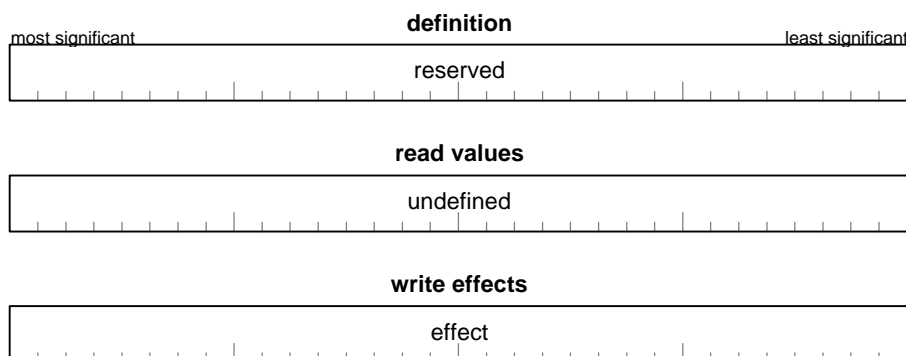 definition
most significant least significant
reserved
read values
undefined
write effects
effect